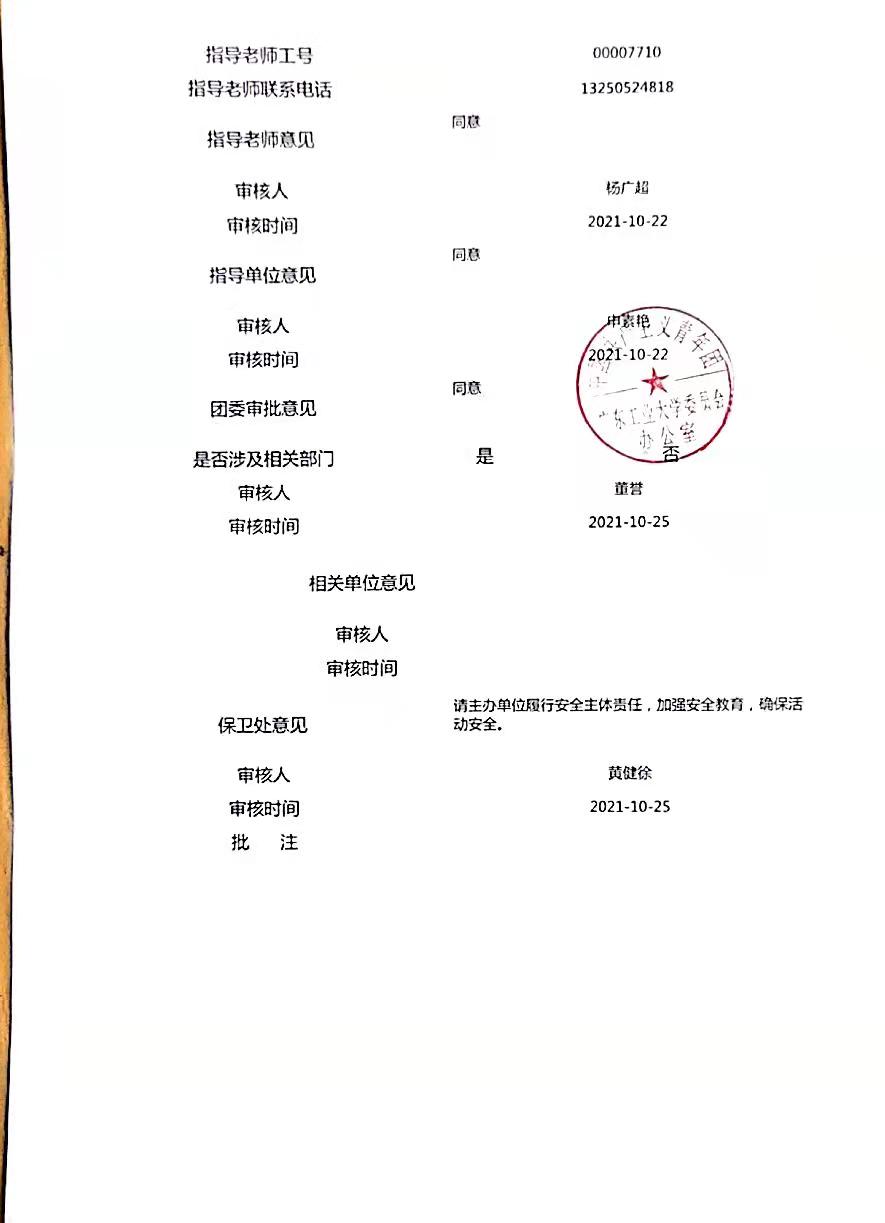 指导老师工号 00007710
指导老师联系电话 13250524818
同意
指导老师意见
审核人 杨广超
审核时间 2021-10-22
同意
指导单位意见
审核人 申素艳
审核时间 2021-10-22
同意
团委审批意见
中国共产主义青年团
广东工业大学委员会
办公室
是否涉及相关部门 是 否
审核人 董誉
审核时间 2021-10-25
相关单位意见
审核人
审核时间
请主办单位履行安全主体责任，加强安全教育，确保活
动安全。
保卫处意见
审核人 黄健徐
审核时间 2021-10-25
批 注